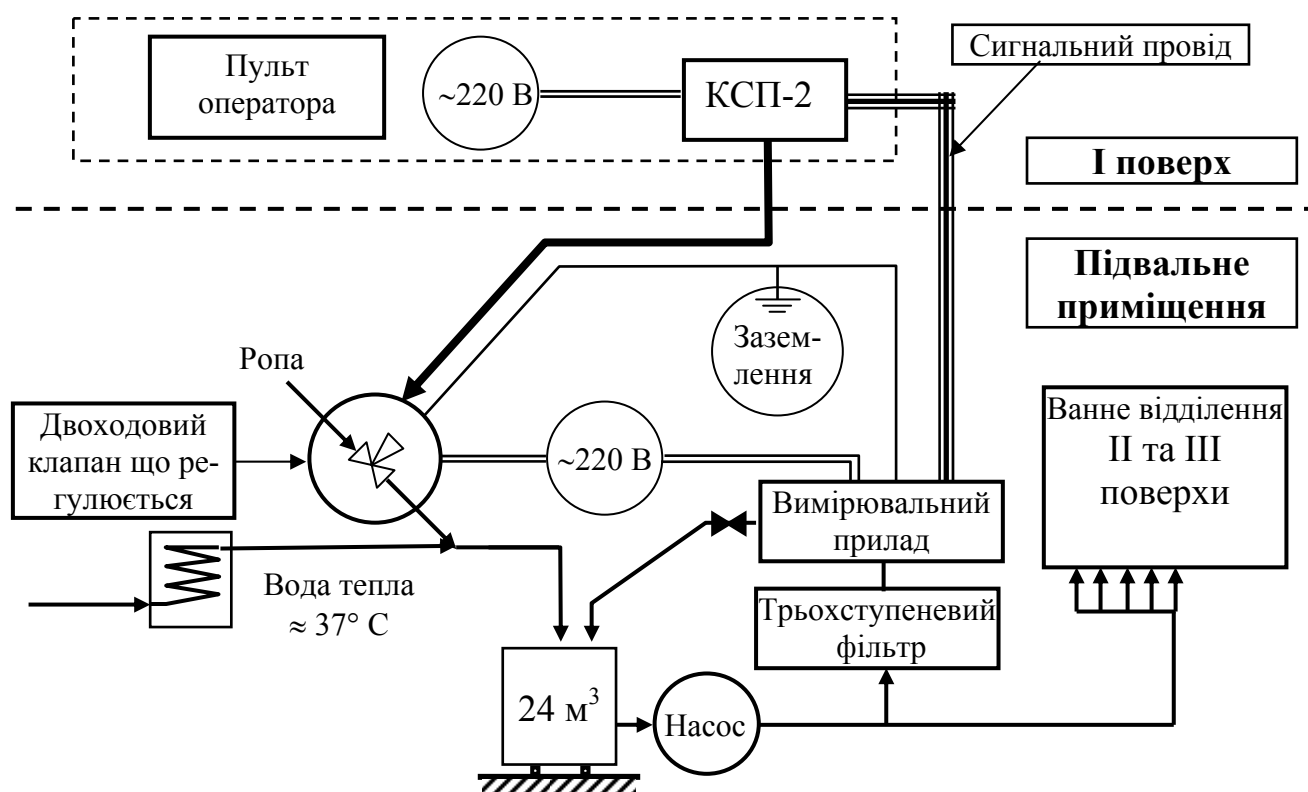 Пульт
оператора
~220 В
КСП-2
Сигнальний провід
І поверх
Підвальне
приміщення
Зазем-
лення
Ропа
Двоходовий
клапан що ре-
гулюється
~220 В
Ванне відділення
ІІ та ІІІ
поверхи
Вимірювальний
прилад
Вода тепла
≈ 37° С
Трьохступеневий
фільтр
24 м³
Насос